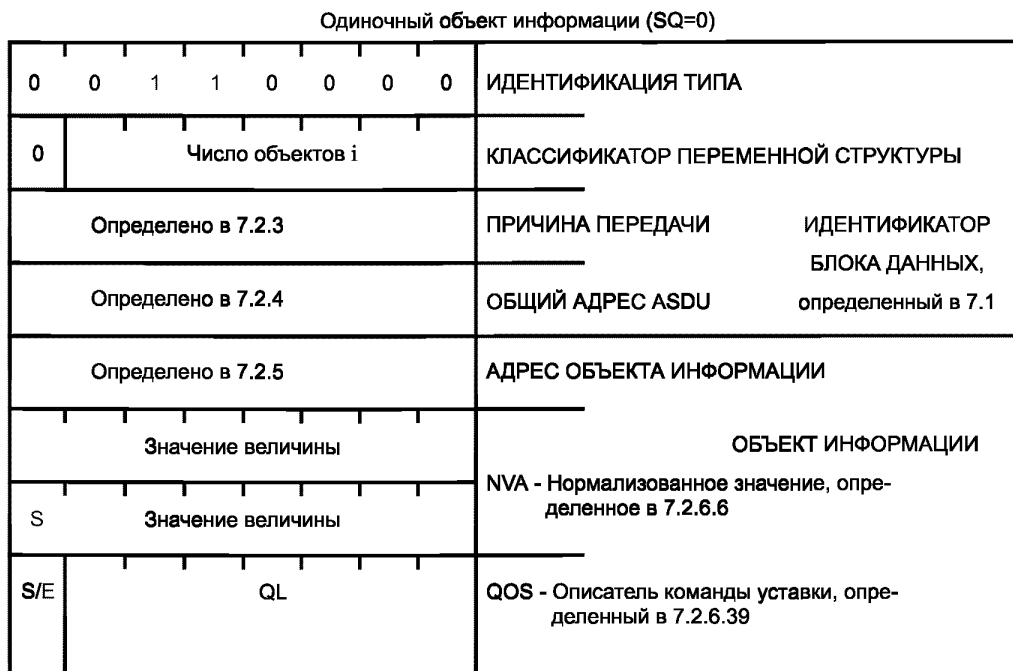 Одиночный объект информации (SQ=0)
0 0 1 1 0 0 0 0 ИДЕНТИФИКАЦИЯ ТИПА
0 Число объектов i КЛАССИФИКАТОР ПЕРЕМЕННОЙ СТРУКТУРЫ
Определено в 7.2.3 ПРИЧИНА ПЕРЕДАЧИ ИДЕНТИФИКАТОР
БЛОКА ДАННЫХ,
Определено в 7.2.4 ОБЩИЙ АДРЕС ASDU определенный в 7.1
Определено в 7.2.5 АДРЕС ОБЪЕКТА ИНФОРМАЦИИ
Значение величины ОБЪЕКТ ИНФОРМАЦИИ
NVA - Нормализованное значение, опре-
S Значение величины деленное в 7.2.6.6
S/E QL QOS - Описатель команды уставки, опре-
деленный в 7.2.6.39